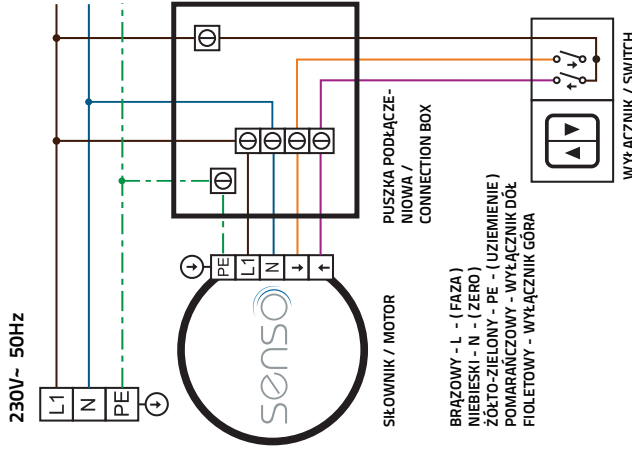 230V~ 50Hz
L1
N
PE
PE
L1
N
senso
SIŁOWNIK / MOTOR
PUSZKA PODŁĄCZE-
NIOWA /
CONNECTION BOX
WYŁĄCZNIK / SWITCH
BRĄZOWY - L - ( FAZA )
NIEBIESKI - N - ( ZERO )
ŻÓŁTO-ZIELONY - PE - ( UZIEMIENIE )
POMARAŃCZOWY - WYŁĄCZNIK DÓŁ
FIOLETOWY - WYŁĄCZNIK GÓRA